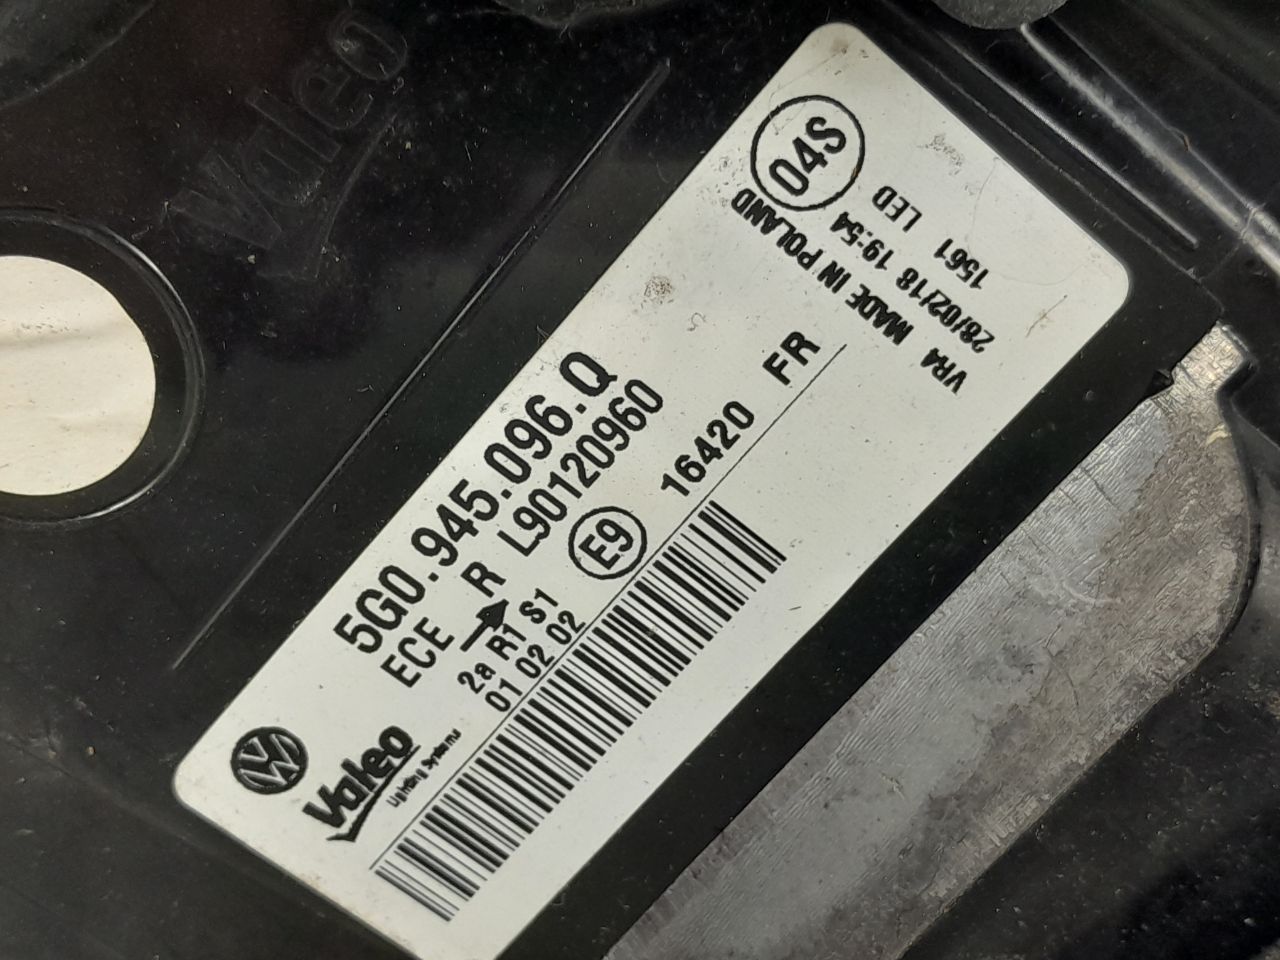 Valeo
04S
1561 LED
28/02/18 19:54
VR4 MADE IN POLAND
5G0.945.096.Q
ECE R L90120960
2a R1 S1
01 02 02
E9
16420 FR
VW
Valeo
Lighting Systems